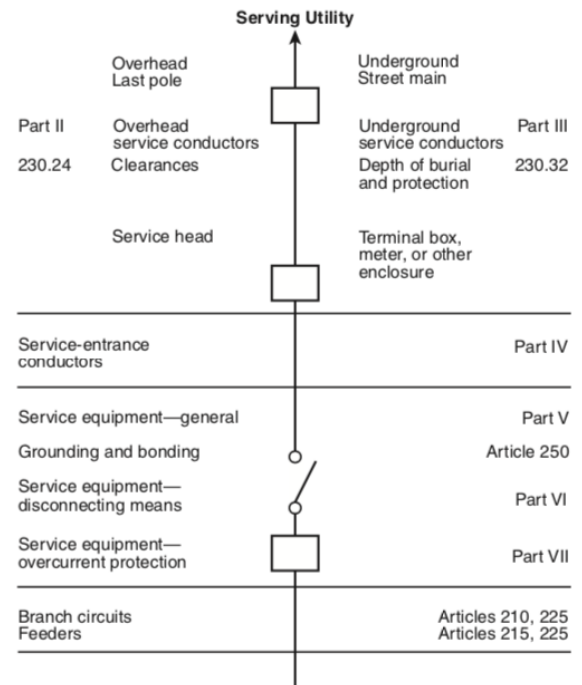 Serving Utility
Overhead
Last pole
Underground
Street main
Part II
Overhead
service conductors
Underground
service conductors
Part III
230.24
Clearances
Depth of burial
and protection
230.32
Service head
Terminal box,
meter, or other
enclosure
Service-entrance
conductors
Part IV
Service equipment—general
Part V
Grounding and bonding
Article 250
Service equipment—
disconnecting means
Part VI
Service equipment—
overcurrent protection
Part VII
Branch circuits
Feeders
Articles 210, 225
Articles 215, 225